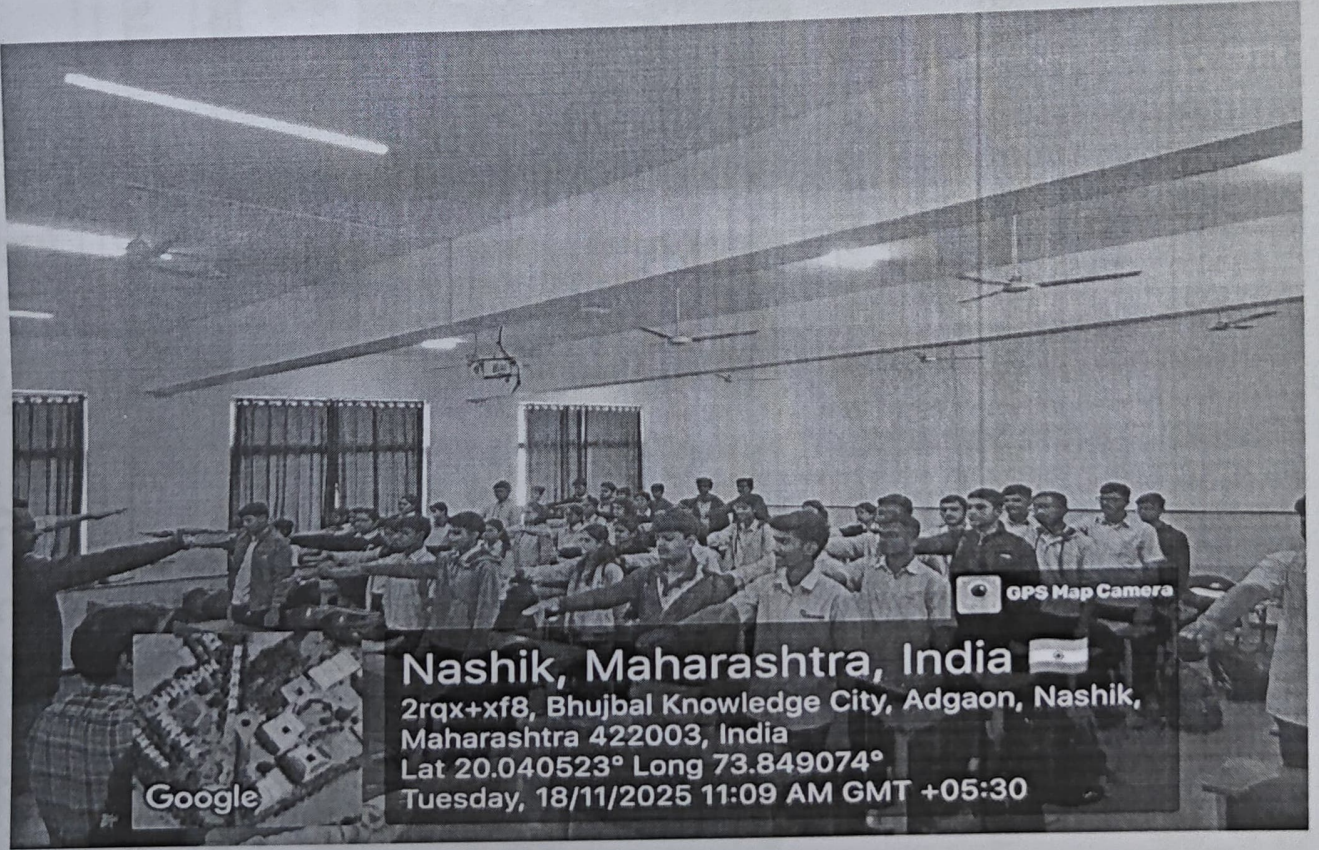 GPS Map Camera
Nashik, Maharashtra, India
2rqx+xf8, Bhujbal Knowledge City, Adgaon, Nashik,
Maharashtra 422003, India
Lat 20.040523° Long 73.849074°
Tuesday, 18/11/2025 11:09 AM GMT +05:30
Google